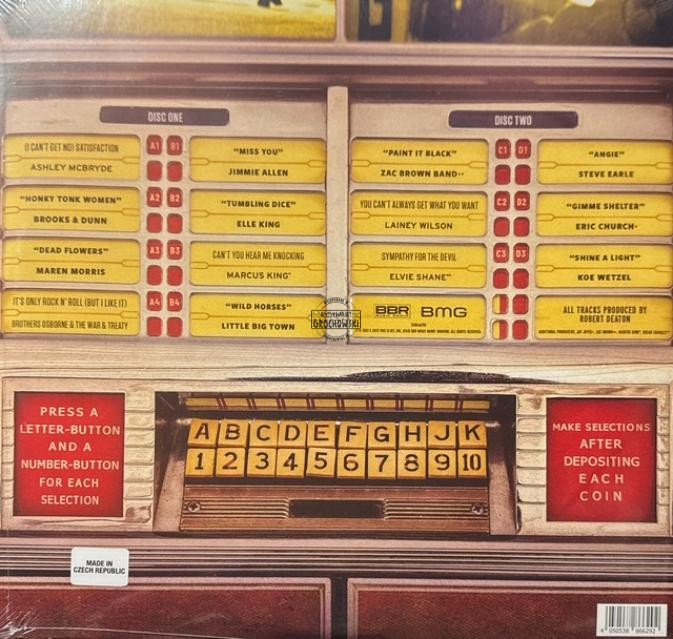 DISC ONE
(I CAN'T GET NO) SATISFACTION
ASHLEY MCBRYDE
A1 B1
"MISS YOU"
JIMMIE ALLEN
"HONKY TONK WOMEN"
BROOKS & DUNN
A2 B2
"TUMBLING DICE"
ELLE KING
"DEAD FLOWERS"
MAREN MORRIS
A3 B3
CAN'T YOU HEAR ME KNOCKING
MARCUS KING*
IT'S ONLY ROCK N' ROLL (BUT I LIKE IT)
BROTHERS OSBORNE & THE WAR & TREATY
A4 B4
"WILD HORSES"
LITTLE BIG TOWN
DISC TWO
"PAINT IT BLACK"
ZAC BROWN BAND**
C1 D1
"ANGIE"
STEVE EARLE
YOU CAN'T ALWAYS GET WHAT YOU WANT
LAINEY WILSON
C2 D2
"GIMME SHELTER"
ERIC CHURCH~
SYMPATHY FOR THE DEVIL
ELVIE SHANE
C3 D3
"SHINE A LIGHT"
KOE WETZEL
BBR BMG
ALL TRACKS PRODUCED BY
ROBERT DEATON
GROCHOWSKI
PRESS A
LETTER-BUTTON
AND A
NUMBER-BUTTON
FOR EACH
SELECTION
A B C D E F G H J K
1 2 3 4 5 6 7 8 9 10
MAKE SELECTIONS
AFTER
DEPOSITING
EACH
COIN
MADE IN
CZECH REPUBLIC
4 050538 866292